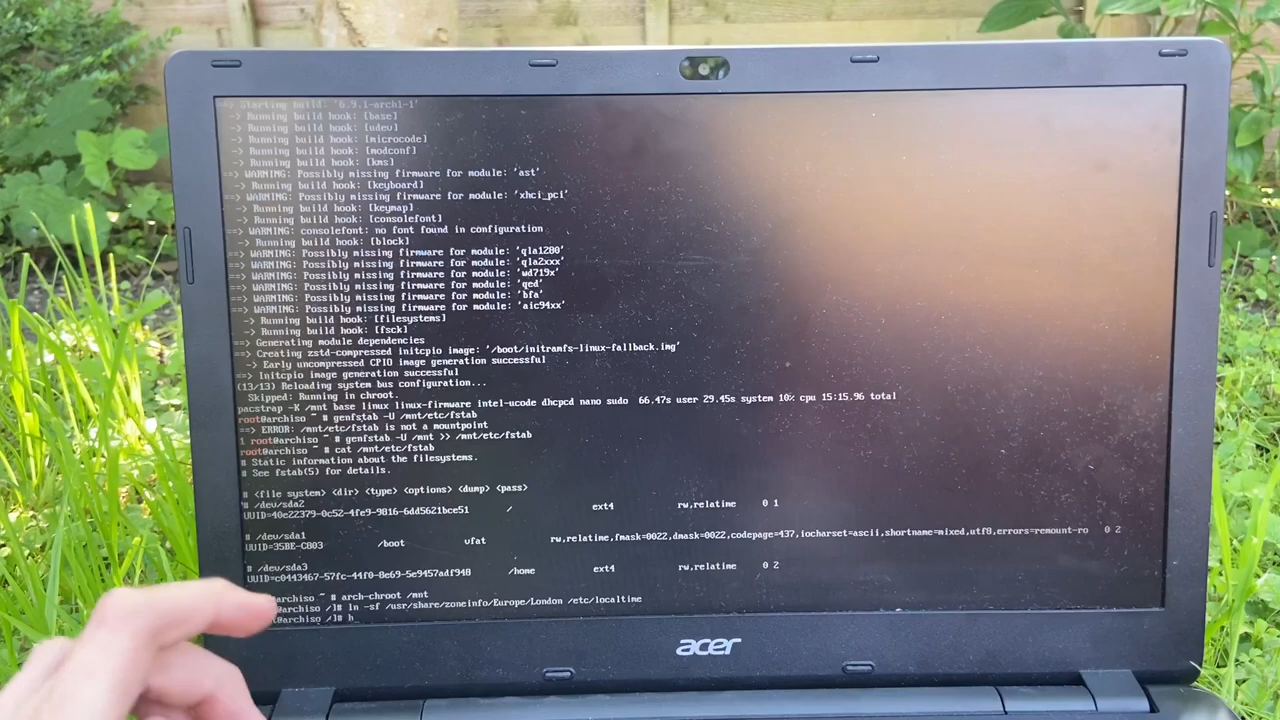 ==> Starting build: '6.9.1-arch1-1'
-> Running build hook: [base]
-> Running build hook: [udev]
-> Running build hook: [microcode]
-> Running build hook: [modconf]
-> Running build hook: [kms]
==> WARNING: Possibly missing firmware for module: 'ast'
-> Running build hook: [keyboard]
==> WARNING: Possibly missing firmware for module: 'xhci_pci'
-> Running build hook: [keymap]
-> Running build hook: [consolefont]
==> WARNING: consolefont: no font found in configuration
-> Running build hook: [block]
==> WARNING: Possibly missing firmware for module: 'qla1280'
==> WARNING: Possibly missing firmware for module: 'qla2xxx'
==> WARNING: Possibly missing firmware for module: 'wd719x'
==> WARNING: Possibly missing firmware for module: 'qed'
==> WARNING: Possibly missing firmware for module: 'bfa'
==> WARNING: Possibly missing firmware for module: 'aic94xx'
-> Running build hook: [filesystems]
-> Running build hook: [fsck]
==> Generating module dependencies
==> Creating zstd-compressed initcpio image: '/boot/initramfs-linux-fallback.img'
-> Early uncompressed CPIO image generation successful
==> Initcpio image generation successful
(13/13) Reloading system bus configuration...
Skipped: Running in chroot.
pacstrap -K /mnt base linux linux-firmware intel-ucode dhcpcd nano sudo 66.47s user 29.45s system 10% cpu 15:15.96 total
root@archiso ~ # genfstab -U /mnt/etc/fstab
==> ERROR: /mnt/etc/fstab is not a mountpoint
1 root@archiso ~ # genfstab -U /mnt >> /mnt/etc/fstab
root@archiso ~ # cat /mnt/etc/fstab
# Static information about the filesystems.
# See fstab(5) for details.
# <file system> <dir> <type> <options> <dump> <pass>
# /dev/sda2
UUID=40e22379-0c52-4fe9-9816-6dd5621bce51 / ext4 rw,relatime 0 1
# /dev/sda1
UUID=35BE-CB03 /boot vfat rw,relatime,fmask=0022,dmask=0022,codepage=437,iocharset=ascii,shortname=mixed,utf8,errors=remount-ro 0 2
# /dev/sda3
UUID=c0443467-57fc-44f0-8e69-5e9457adf948 /home ext4 rw,relatime 0 2
@archiso ~ # arch-chroot /mnt
@archiso /]# ln -sf /usr/share/zoneinfo/Europe/London /etc/localtime
@archiso /]# h
acer